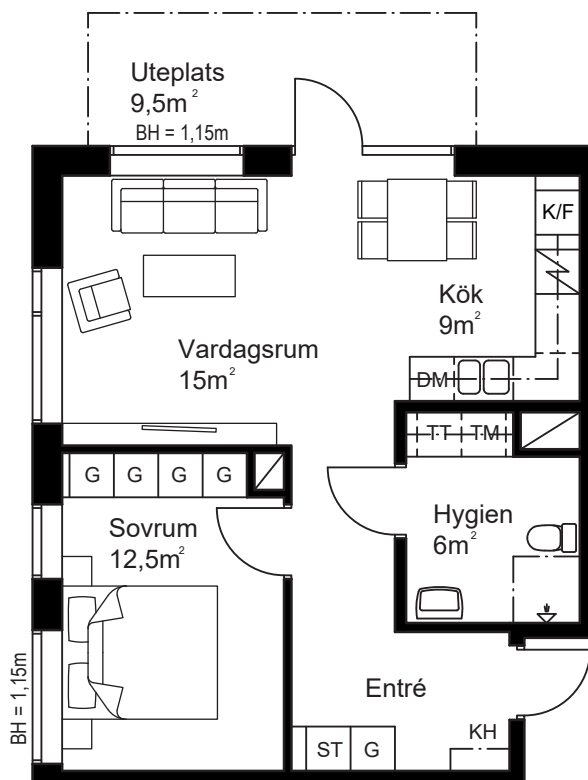 Uteplats
9,5m²
BH = 1,15m
K/F
Kök
9m²
Vardagsrum
15m²
DM
TT TM
G G G G
Sovrum
12,5m²
Hygien
6m²
BH = 1,15m
Entré
ST G
KH